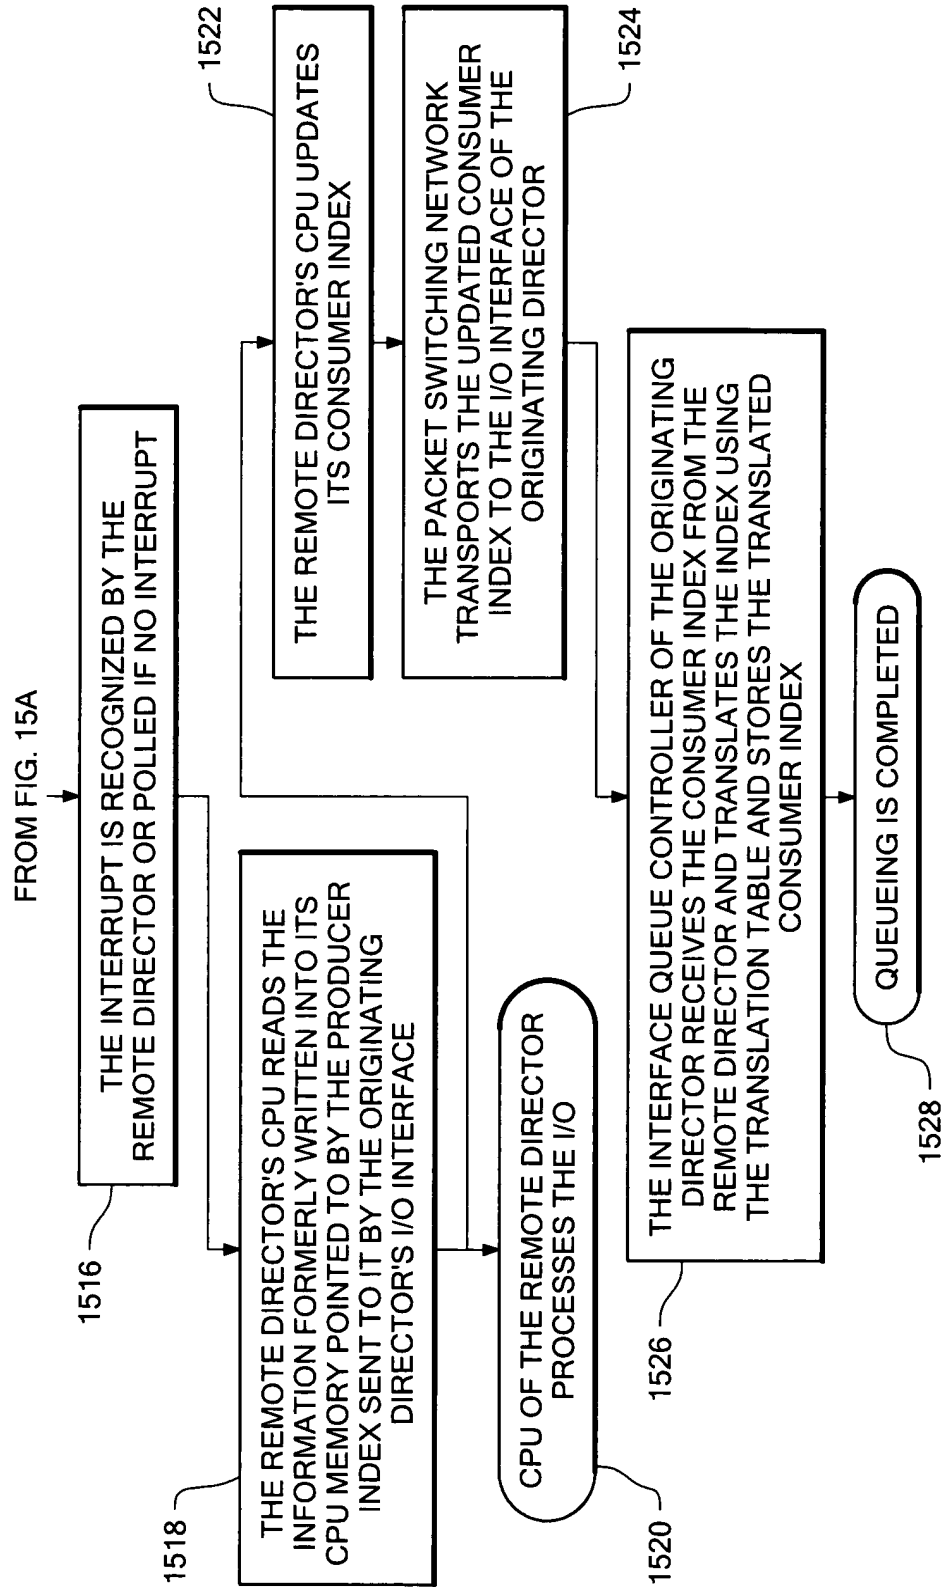 FROM FIG. 15A
THE INTERRUPT IS RECOGNIZED BY THE
REMOTE DIRECTOR OR POLLED IF NO INTERRUPT
1516
THE REMOTE DIRECTOR'S CPU READS THE
INFORMATION FORMERLY WRITTEN INTO ITS
CPU MEMORY POINTED TO BY THE PRODUCER
INDEX SENT TO IT BY THE ORIGINATING
DIRECTOR'S I/O INTERFACE
1518
CPU OF THE REMOTE DIRECTOR
PROCESSES THE I/O
1520
1522
THE REMOTE DIRECTOR'S CPU UPDATES
ITS CONSUMER INDEX
THE PACKET SWITCHING NETWORK
TRANSPORTS THE UPDATED CONSUMER
INDEX TO THE I/O INTERFACE OF THE
ORIGINATING DIRECTOR
1524
THE INTERFACE QUEUE CONTROLLER OF THE ORIGINATING
DIRECTOR RECEIVES THE CONSUMER INDEX FROM THE
REMOTE DIRECTOR AND TRANSLATES THE INDEX USING
THE TRANSLATION TABLE AND STORES THE TRANSLATED
CONSUMER INDEX
1526
QUEUEING IS COMPLETED
1528